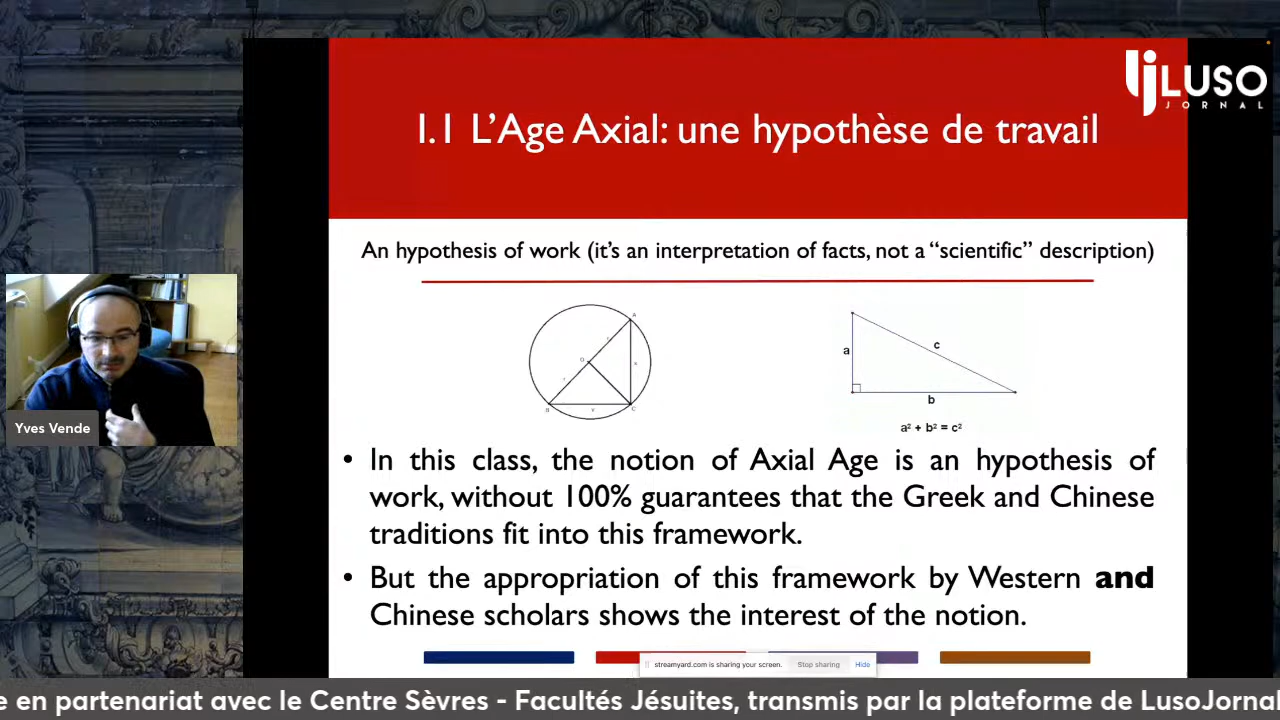 LUSO
JORNAL
I.1 L'Age Axial: une hypothèse de travail
An hypothesis of work (it's an interpretation of facts, not a “scientific” description)
A
O
B
C
a
c
b
a² + b² = c²
Yves Vende
• In this class, the notion of Axial Age is an hypothesis of
work, without 100% guarantees that the Greek and Chinese
traditions fit into this framework.
• But the appropriation of this framework by Western and
Chinese scholars shows the interest of the notion.
streamyard.com is sharing your screen. Stop sharing Hide
e en partenariat avec le Centre Sèvres - Facultés Jésuites, transmis par la plateforme de LusoJornal